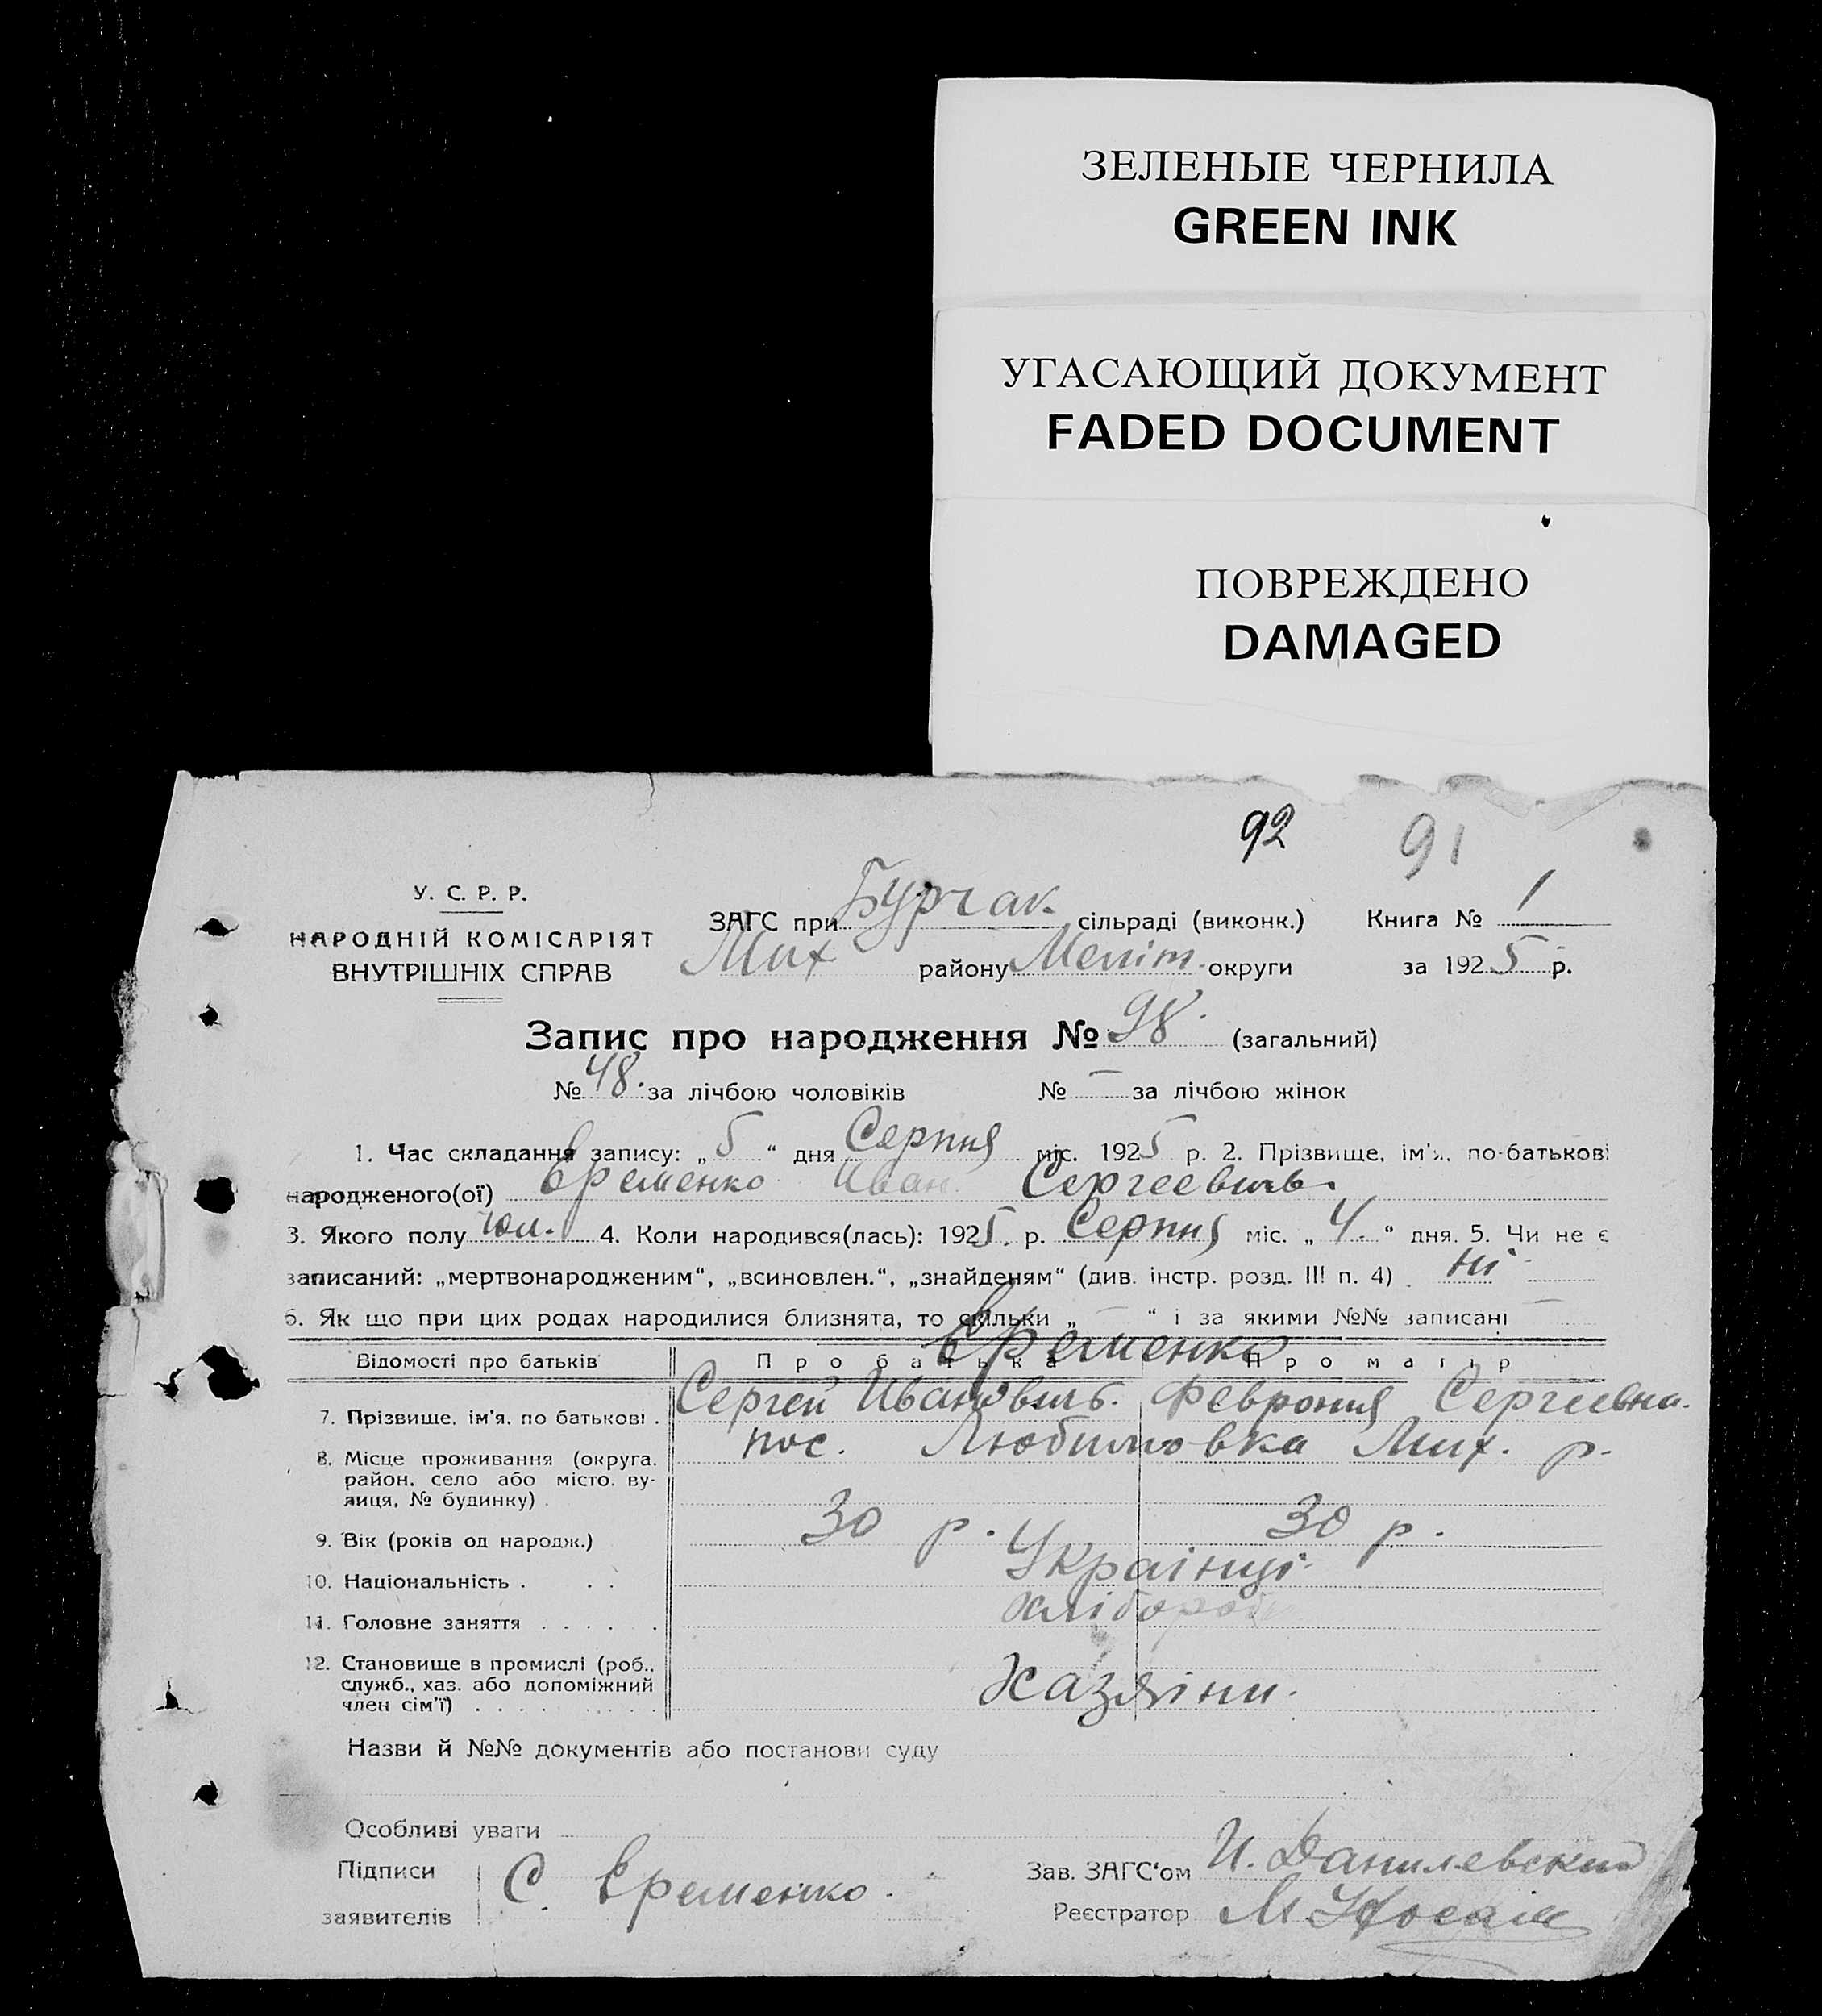 ЗЕЛЕНЫЕ ЧЕРНИЛА
GREEN INK
УГАСАЮЩИЙ ДОКУМЕНТ
FADED DOCUMENT
ПОВРЕЖДЕНО
DAMAGED
92 91
У. С. Р. Р.
НАРОДНІЙ КОМІСАРІЯТ
ВНУТРІШНІХ СПРАВ
ЗАГС при Бурчак. сільраді (виконк.) Книга № 1
Мих району Меліт. округи за 1925 р.
Запис про народження № 98. (загальний)
№ 48. за лічбою чоловіків № — за лічбою жінок
1. Час складання запису: „5“ дня Серпня міс. 1925 р. 2. Прізвище, ім'я, по-батькові
народженого(ої) Еременко Иван Сергеевичь.
3. Якого полу чол. 4. Коли народився(лась): 1925. р. Серпня міс. „4.“ дня. 5. Чи не є
записаний: „мертвонародженим“, „всиновлен.“, „знайденям“ (див. інстр. розд. III п. 4) . ні
6. Як що при цих родах народилися близнята, то скільки „—“ і за якими №№ записані —
Еременко
Відомості про батьків Про батька Про матір
7. Прізвище, ім'я, по батькові . Сергей Ивановичь. Феврония Сергеевна.
8. Місце проживання (округа, пос. Любимовка Мих. р.
район, село або місто, ву-
лиця, № будинку) .
9. Вік (років од народж.) 30 р. 30 р.
10. Національність . . . Українці.
11. Головне заняття . . . . . . Хлібороби
12. Становище в промислі (роб.,
служб., хаз. або допоміжний Хазяіни.
член сім'ї) . . . . . . . .
Назви й №№ документів або постанови суду
Особливі уваги
Підписи
заявителів С. Еременко.
Зав. ЗАГС'ом И. Данилевский
Реєстратор М.